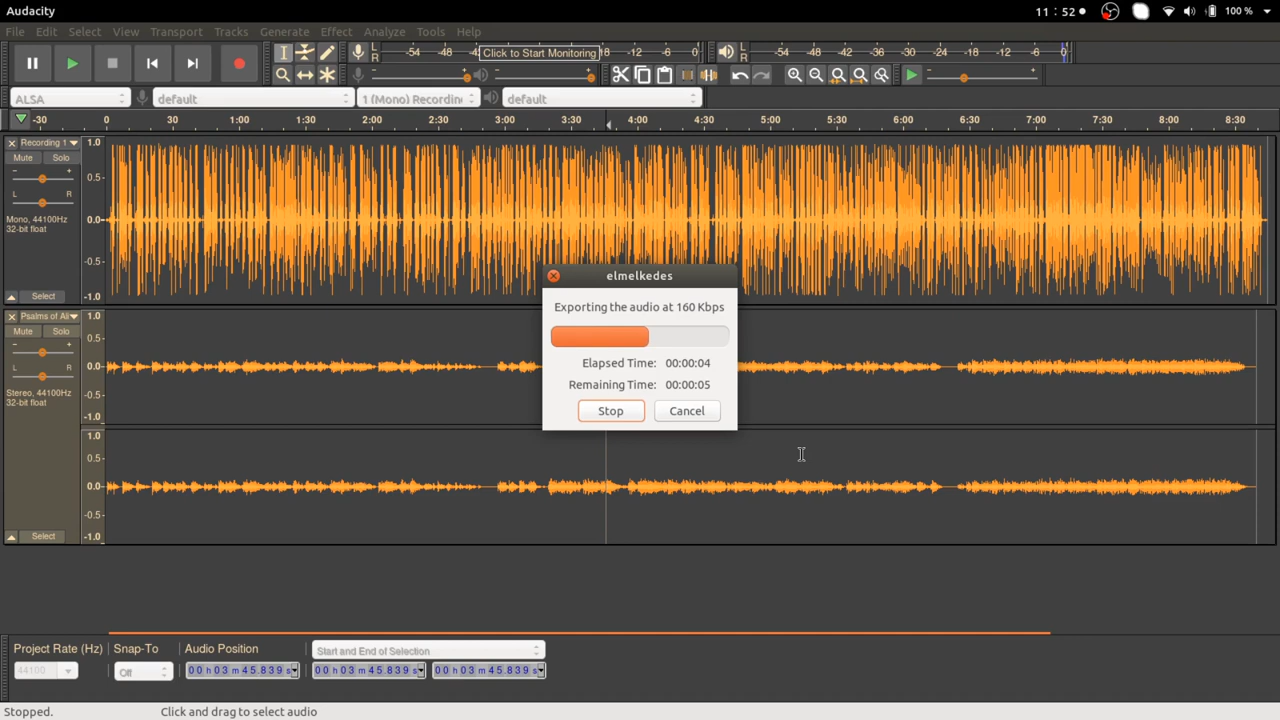 Audacity
11 : 52
100 %
File Edit Select View Transport Tracks Generate Effect Analyze Tools Help
L R -54 -48 Click to Start Monitoring -18 -12 -6 0 L R -54 -48 -42 -36 -30 -24 -18 -12 -6 0
ALSA default 1 (Mono) Recordin default
-30 0 30 1:00 1:30 2:00 2:30 3:00 3:30 4:00 4:30 5:00 5:30 6:00 6:30 7:00 7:30 8:00 8:30
Recording 1
Mute Solo
- +
L R
Mono, 44100Hz
32-bit float
Select
1.0
0.5-
0.0-
-0.5-
-1.0
Psalms of Ali
Mute Solo
- +
L R
Stereo, 44100Hz
32-bit float
Select
1.0
0.5-
0.0-
-0.5-
-1.0
1.0
0.5-
0.0-
-0.5-
-1.0
elmelkedes
Exporting the audio at 160 Kbps
Elapsed Time: 00:00:04
Remaining Time: 00:00:05
Stop Cancel
Project Rate (Hz) Snap-To Audio Position Start and End of Selection
44100 Off 00 h 03 m 45.839 s 00 h 03 m 45.839 s 00 h 03 m 45.839 s
Stopped. Click and drag to select audio